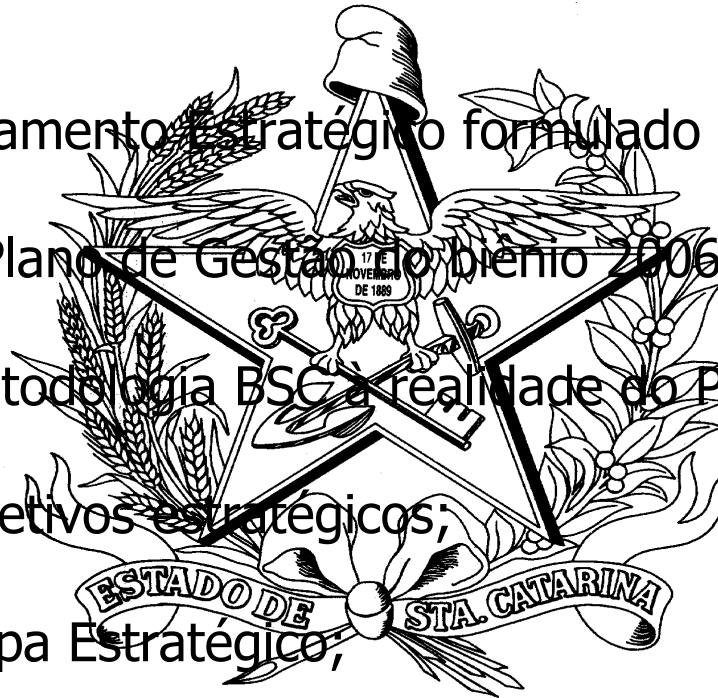 amento Estratégico formulado
Plano de Gestão do biênio 2006
17 DE
NOVEMBRO
DE 1889
todologia BSC à realidade do P
etivos estratégicos;
ESTADO DE STA. CATARINA
pa Estratégico;